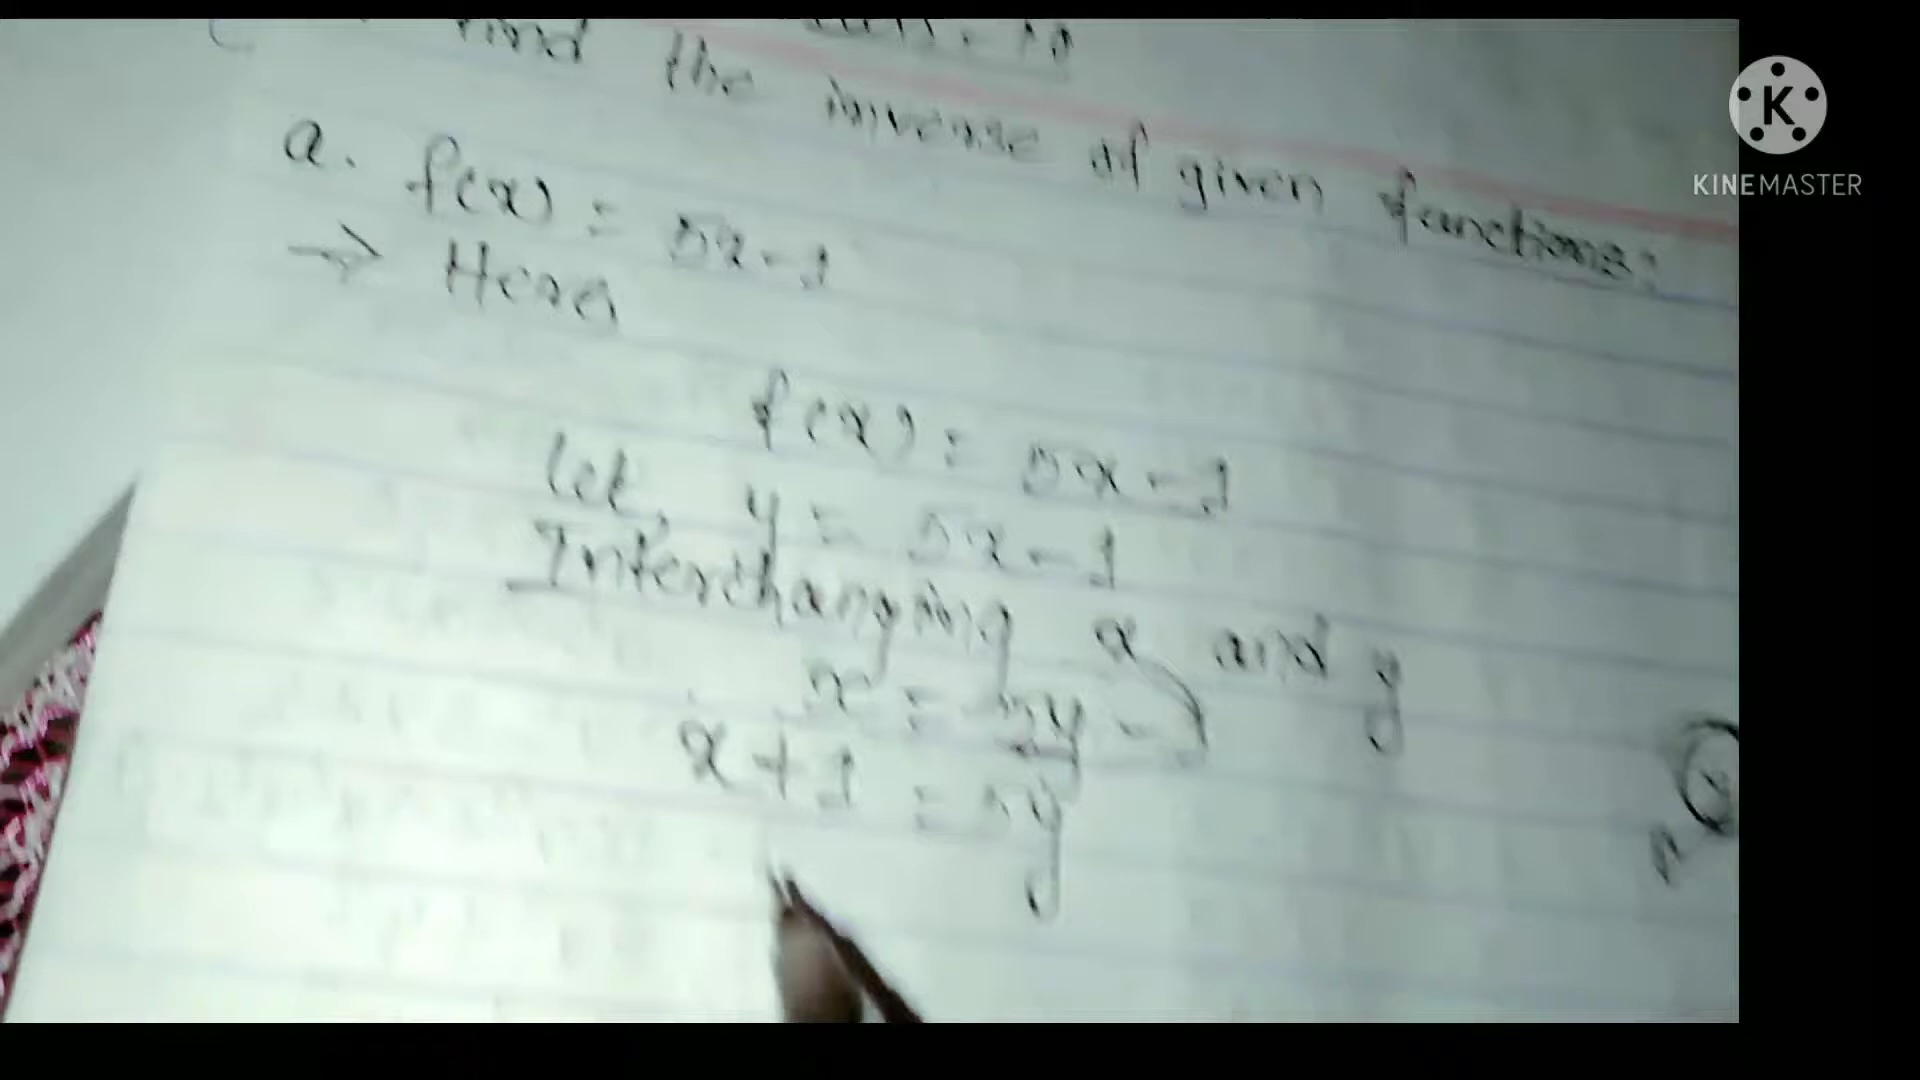 find the inverse of given functions:
a. f(x) = 5x-1
→ Here,
f(x) = 5x-1
let, y = 5x-1
Interchanging x and y
x = 5y-1
x+1 = 5y
KINEMASTER